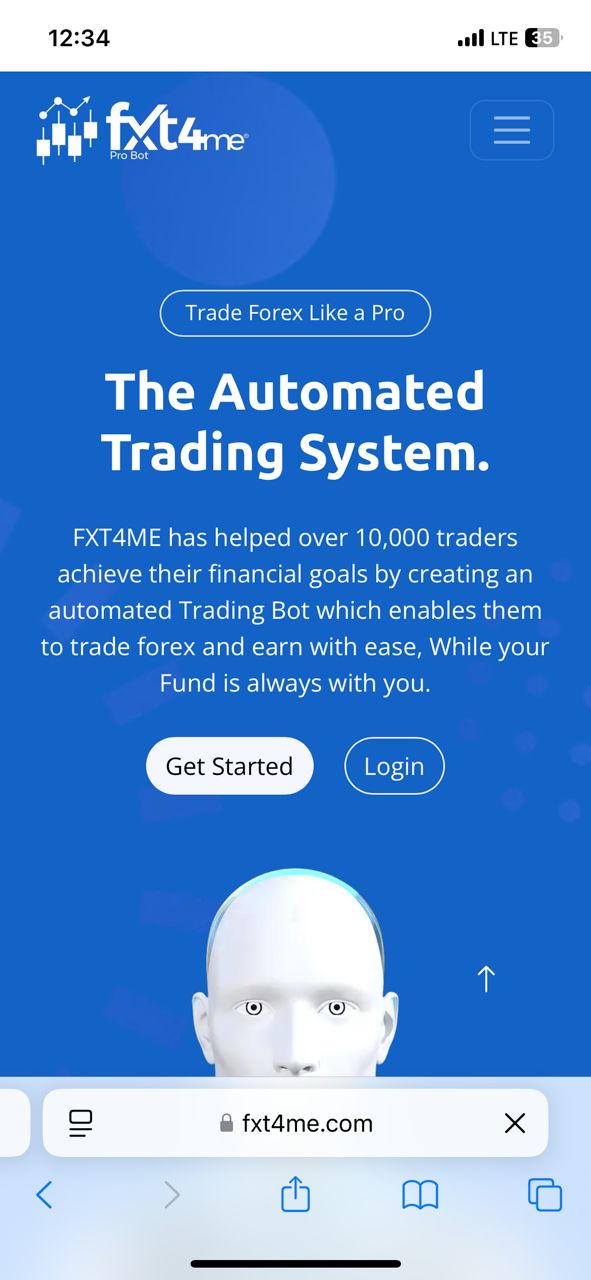 12:34
LTE 35
fxt4me®
Pro Bot
Trade Forex Like a Pro
The Automated
Trading System.
FXT4ME has helped over 10,000 traders
achieve their financial goals by creating an
automated Trading Bot which enables them
to trade forex and earn with ease, While your
Fund is always with you.
Get Started
Login
fxt4me.com